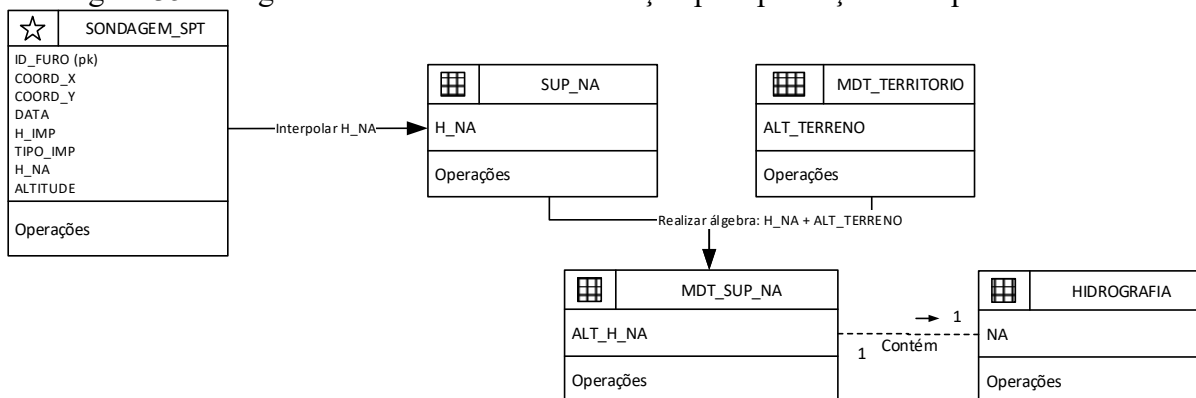 SONDAGEM_SPT
ID_FURO (pk)
COORD_X
COORD_Y
DATA
H_IMP
TIPO_IMP
H_NA
ALTITUDE
Operações
Interpolar H_NA
SUP_NA
H_NA
Operações
MDT_TERRITORIO
ALT_TERRENO
Operações
Realizar álgebra: H_NA + ALT_TERRENO
MDT_SUP_NA
ALT_H_NA
Operações
1
Contém
1
HIDROGRAFIA
NA
Operações